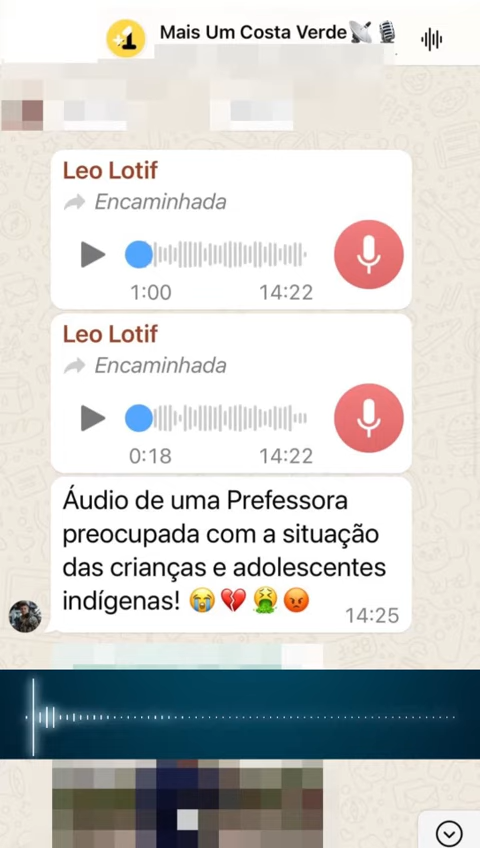 +1
Mais Um Costa Verde📡🎙️
Leo Lotif
Encaminhada
1:00 14:22
Leo Lotif
Encaminhada
0:18 14:22
Áudio de uma Prefessora
preocupada com a situação
das crianças e adolescentes
indígenas! 😭💔🤮😡
14:25